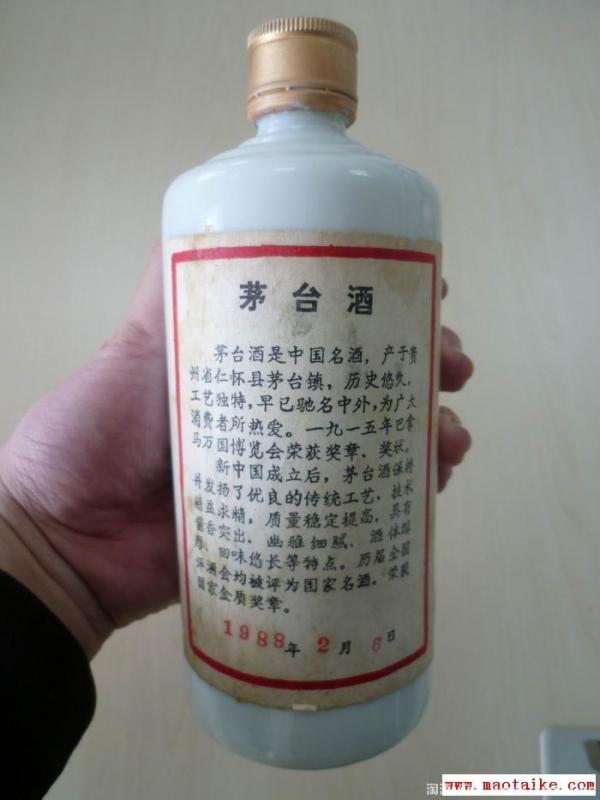 茅台酒
茅台酒是中国名酒，产于贵
州省仁怀县茅台镇，历史悠久，
工艺独特，早已驰名中外，为广大
消费者所热爱。一九一五年巴拿
马万国博览会荣获奖章、奖状。
新中国成立后，茅台酒保持
并发扬了优良的传统工艺、技术
精益求精，质量稳定提高，具有
酱香突出、幽雅细腻、酒体醇
厚、回味悠长等特点。历届全国
评酒会均被评为国家名酒，荣获
国家金质奖章。
1988年2月6日
淘
www.maotaike.com